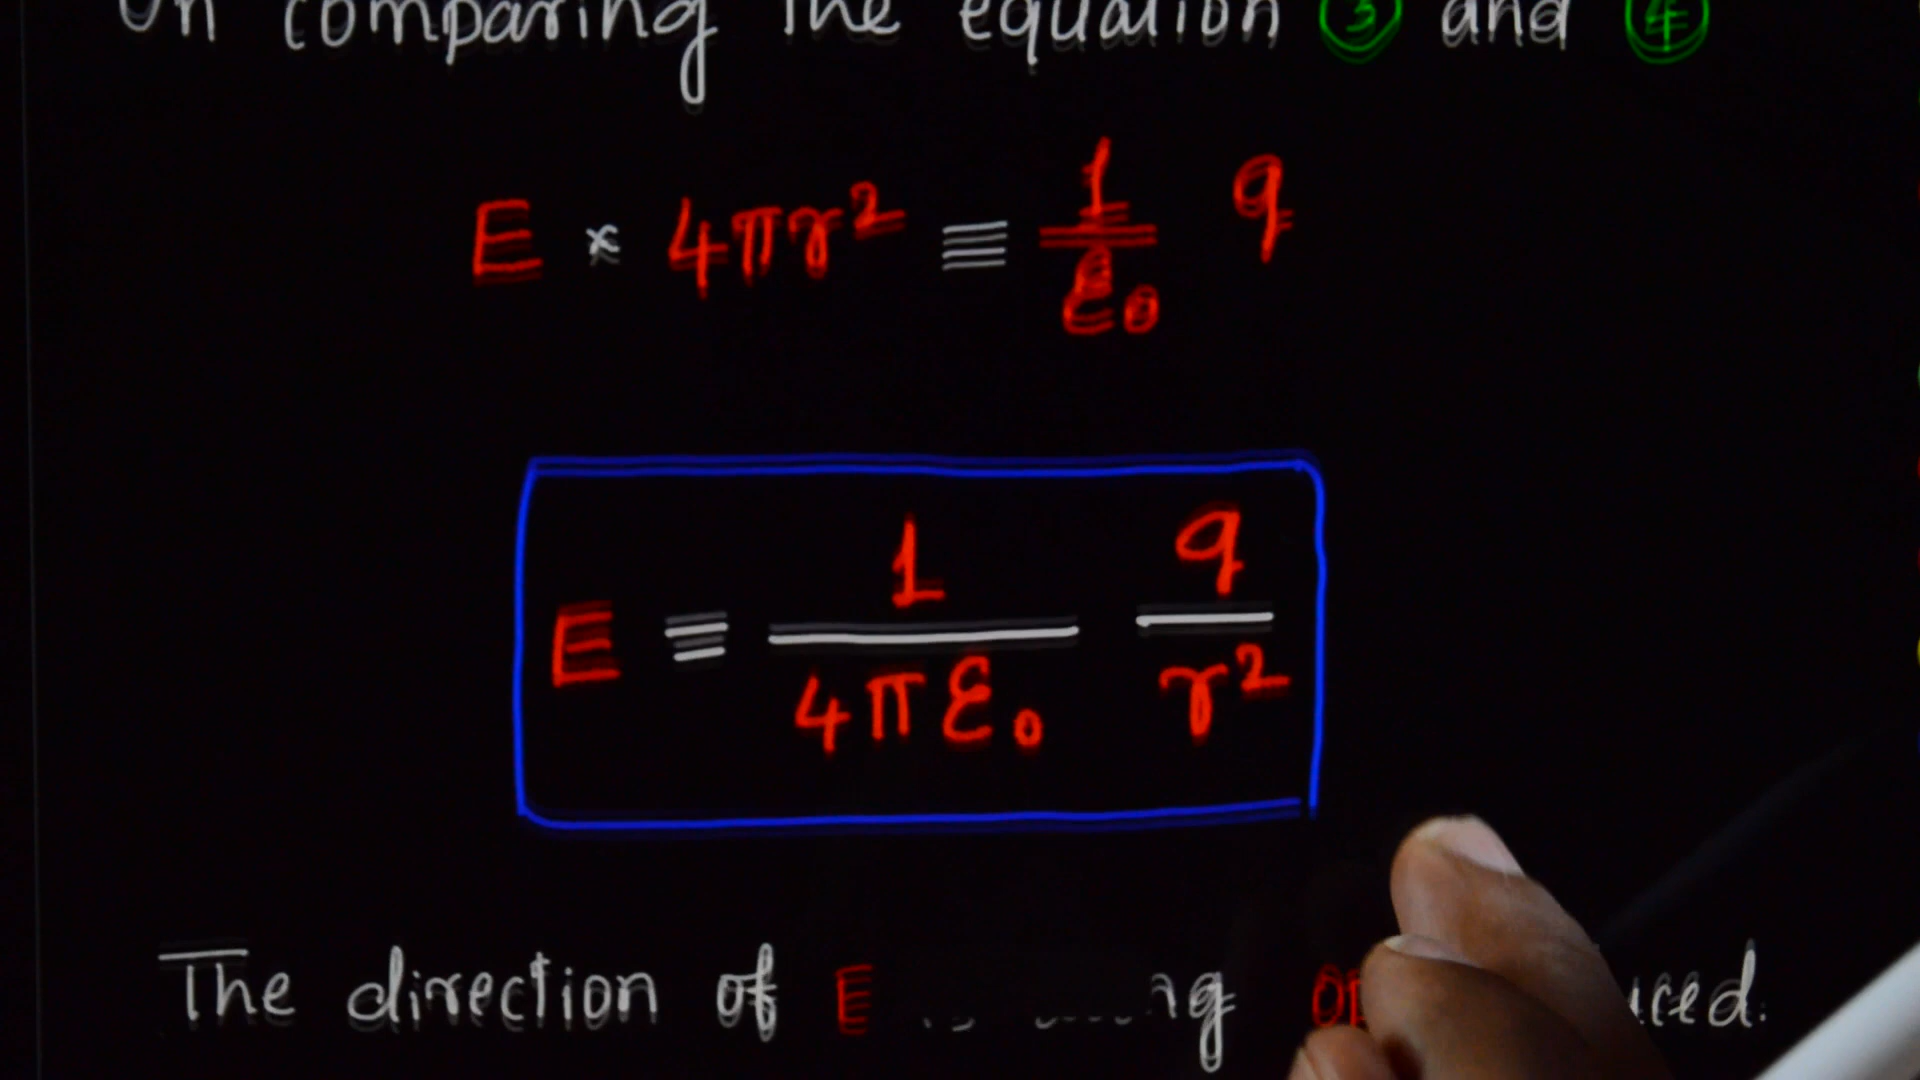 On comparing the equation ③ and ④
E × 4πr² = 1/ε₀ q
E = 1/4πε₀ q/r²
The direction of E